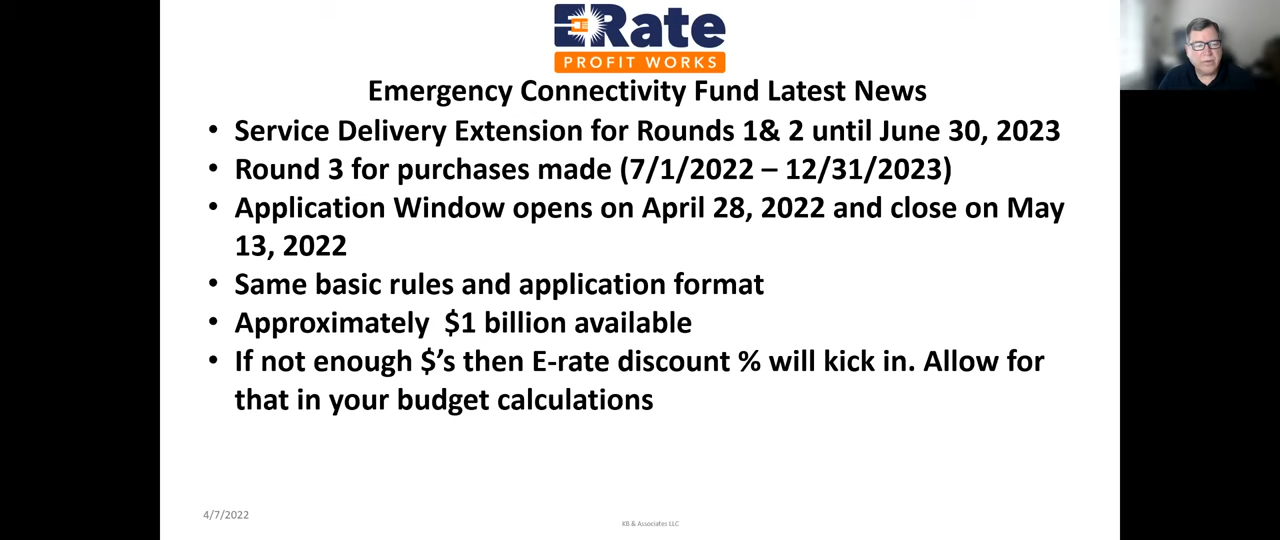 ERate
PROFIT WORKS
Emergency Connectivity Fund Latest News
• Service Delivery Extension for Rounds 1& 2 until June 30, 2023
• Round 3 for purchases made (7/1/2022 – 12/31/2023)
• Application Window opens on April 28, 2022 and close on May
13, 2022
• Same basic rules and application format
• Approximately  $1 billion available
• If not enough $’s then E-rate discount % will kick in. Allow for
that in your budget calculations
4/7/2022
KB & Associates LLC